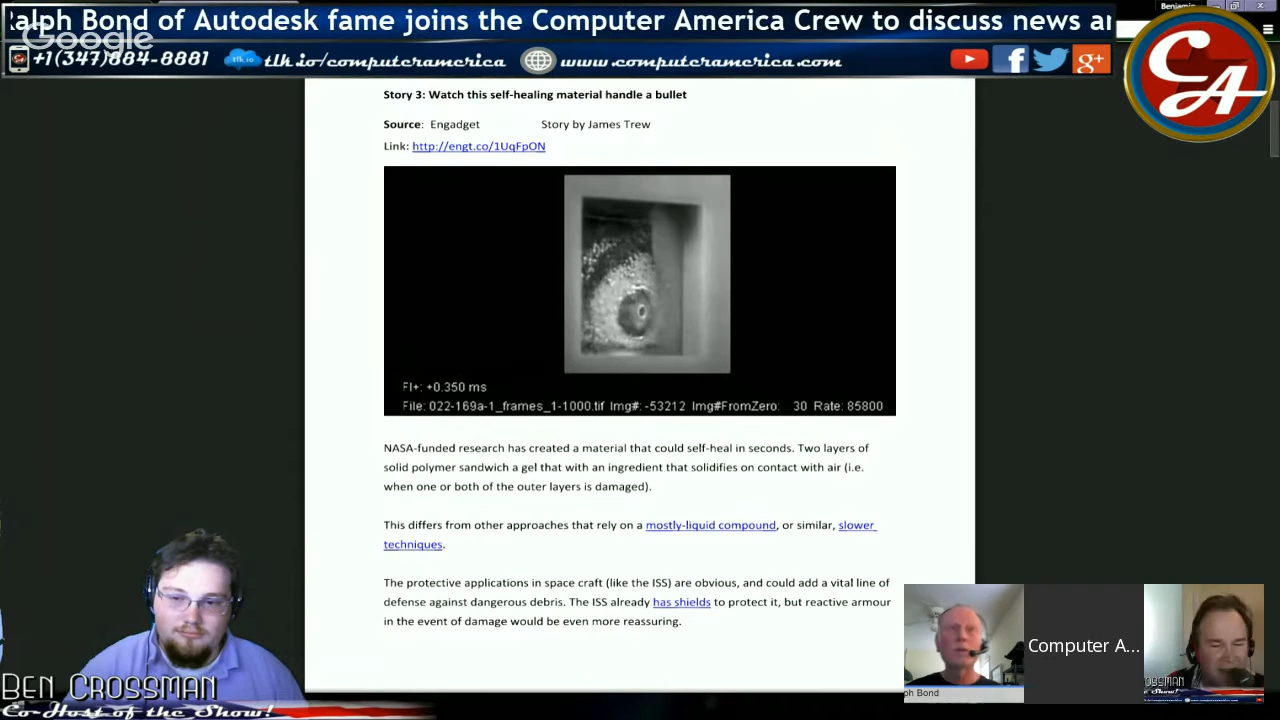 Benjamin
alph Bond of Autodesk fame joins the Computer America Crew to discuss news an
Google
+1(347)884-8881 tlk.io tlk.io/computeramerica www.computeramerica.com
CA
Story 3: Watch this self-healing material handle a bullet
Source: Engadget Story by James Trew
Link: http://engt.co/1UqFpON
FI+: +0.350 ms
File: 022-169a-1_frames_1-1000.tif Img#: -53212 Img#FromZero: 30 Rate: 85800
NASA-funded research has created a material that could self-heal in seconds. Two layers of
solid polymer sandwich a gel that with an ingredient that solidifies on contact with air (i.e.
when one or both of the outer layers is damaged).
This differs from other approaches that rely on a mostly-liquid compound, or similar, slower
techniques.
The protective applications in space craft (like the ISS) are obvious, and could add a vital line of
defense against dangerous debris. The ISS already has shields to protect it, but reactive armour
in the event of damage would be even more reassuring.
Ben Crossman
Co-Host of the Show!
Computer A...
ph Bond